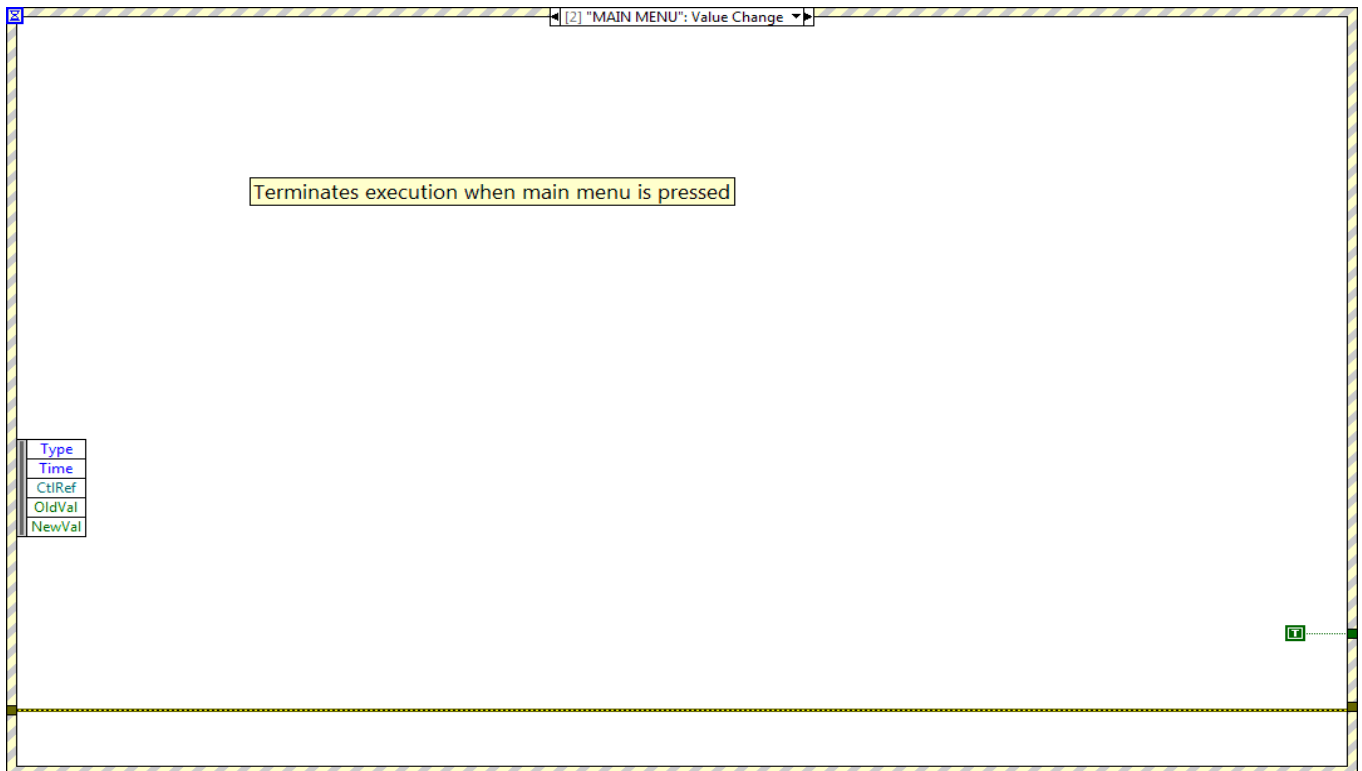 [2] "MAIN MENU": Value Change
Terminates execution when main menu is pressed
Type
Time
CtlRef
OldVal
NewVal
T